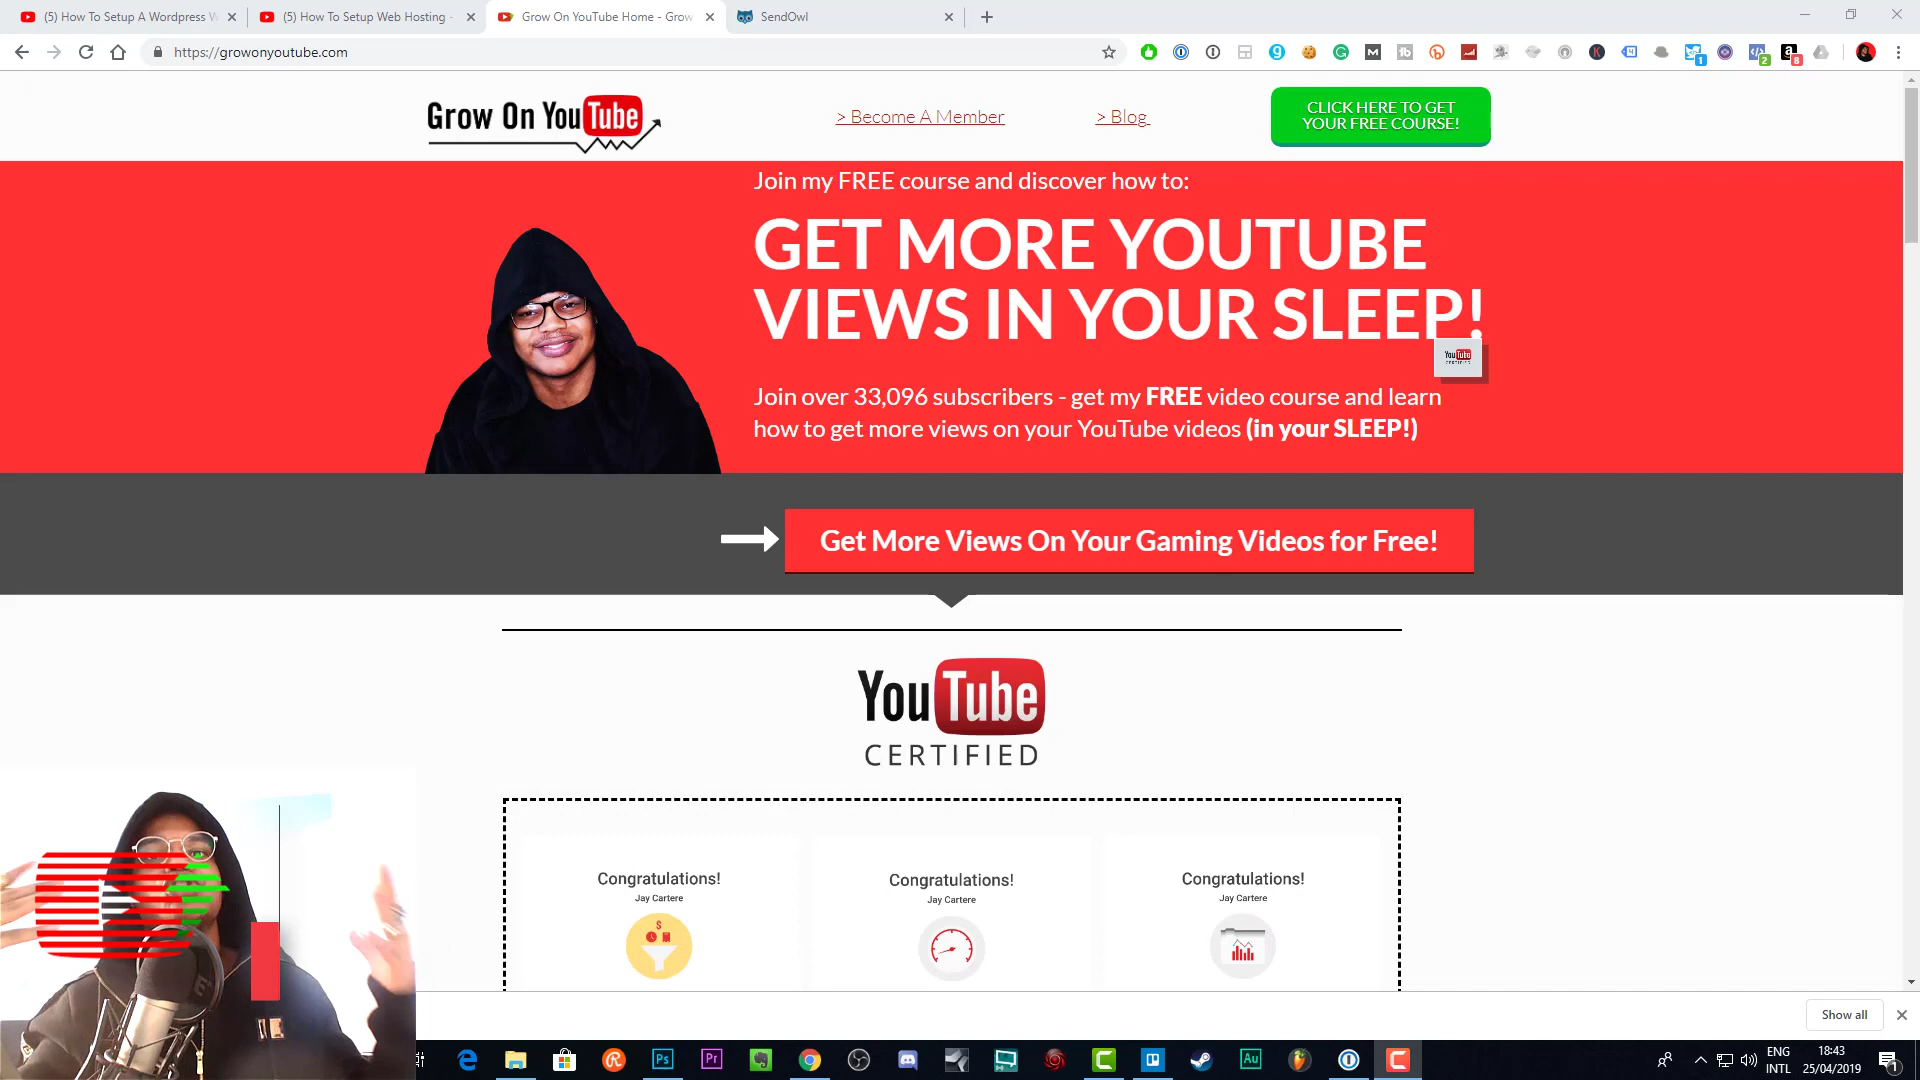 (5) How To Setup A Wordpress W
(5) How To Setup Web Hosting -
Grow On YouTube Home - Grow
SendOwl
https://growonyoutube.com
Grow On YouTube
> Become A Member
> Blog
CLICK HERE TO GET
YOUR FREE COURSE!
Join my FREE course and discover how to:
GET MORE YOUTUBE
VIEWS IN YOUR SLEEP!
YouTube
CERTIFIED
Join over 33,096 subscribers - get my FREE video course and learn
how to get more views on your YouTube videos (in your SLEEP!)
Get More Views On Your Gaming Videos for Free!
YouTube
CERTIFIED
Congratulations!
Jay Cartere
Congratulations!
Jay Cartere
Congratulations!
Jay Cartere
Show all
ENG
INTL
18:43
25/04/2019
1